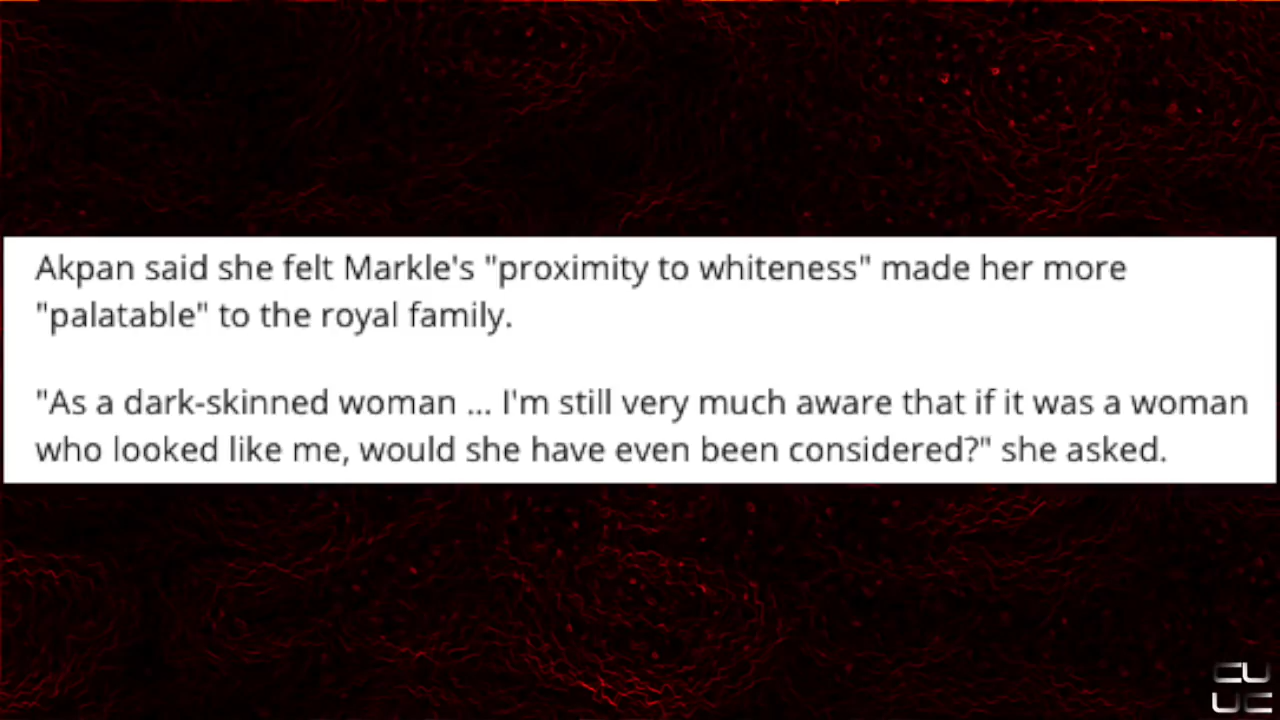 Akpan said she felt Markle's "proximity to whiteness" made her more
"palatable" to the royal family.
"As a dark-skinned woman ... I'm still very much aware that if it was a woman
who looked like me, would she have even been considered?" she asked.